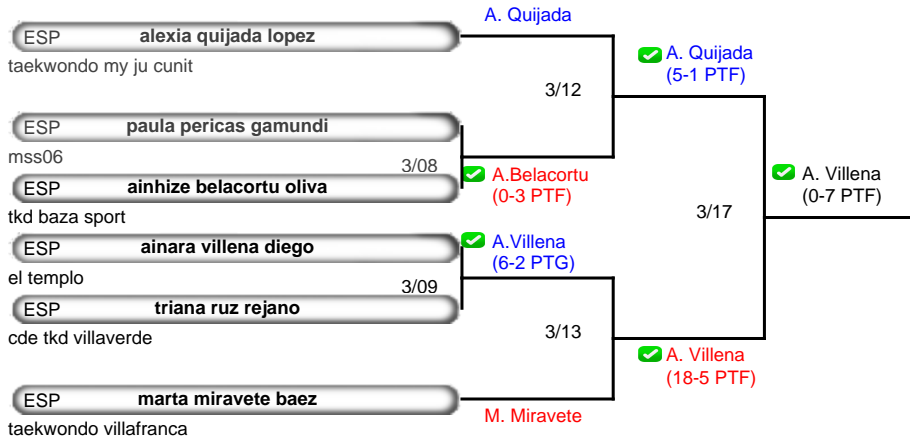 A. Quijada
ESP alexia quijada lopez
taekwondo my ju cunit
A. Quijada
(5-1 PTF)
3/12
ESP paula pericas gamundi
mss06
3/08
A.Belacortu
(0-3 PTF)
ESP ainhize belacortu oliva
tkd baza sport
A. Villena
(0-7 PTF)
3/17
ESP ainara villena diego
A.Villena
(6-2 PTG)
el templo
3/09
ESP triana ruz rejano
cde tkd villaverde
3/13
A. Villena
(18-5 PTF)
ESP marta miravete baez
M. Miravete
taekwondo villafranca